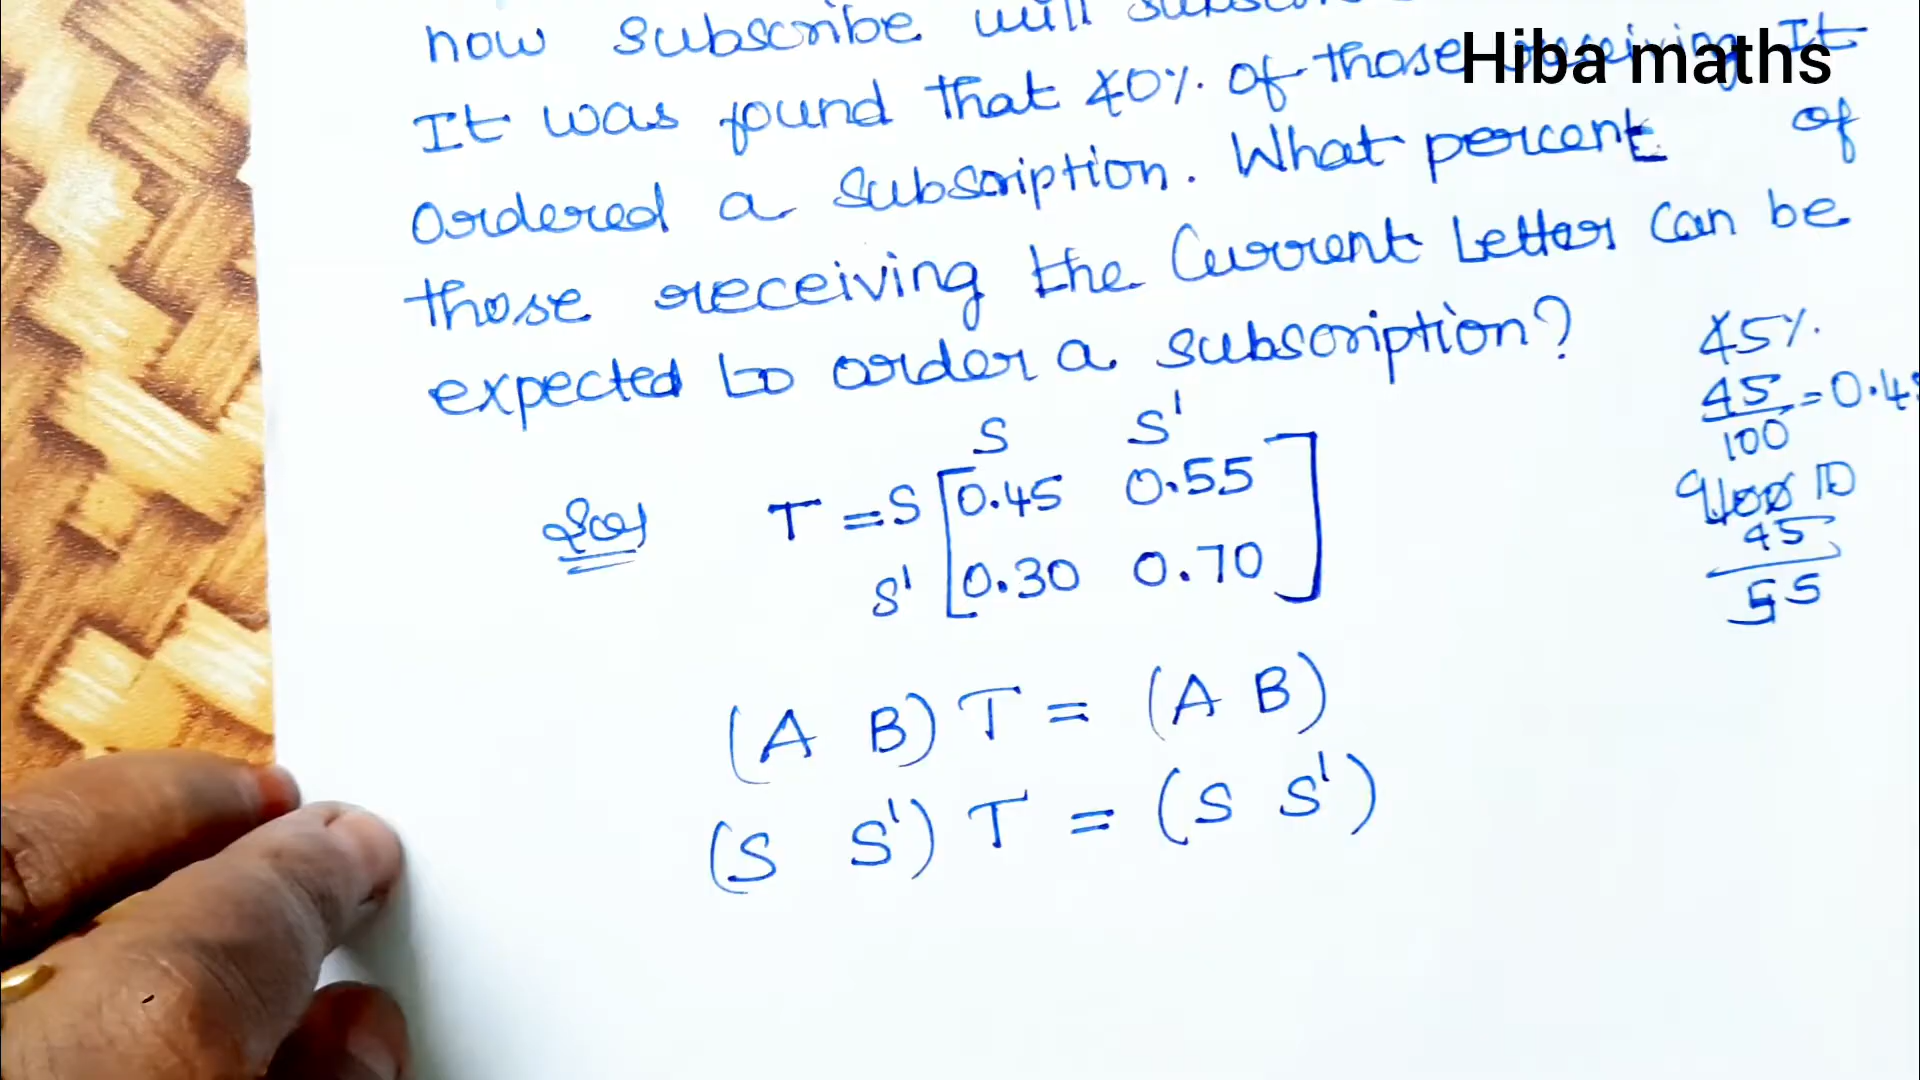 now subscribe will
Hiba maths
It was found that 40%. of those receiving It
ordered a subscription. What percent of
those receiving the Current Letter can be
expected to order a subscription?
45%.
45/100 = 0.4
S S'
T = S [0.45 0.55
S' 0.30 0.70]
45
55
(A B) T = (A B)
(S S') T = (S S')